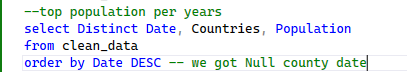 --top population per years
select Distinct Date, Countries, Population
from clean_data
order by Date DESC -- we got Null county date